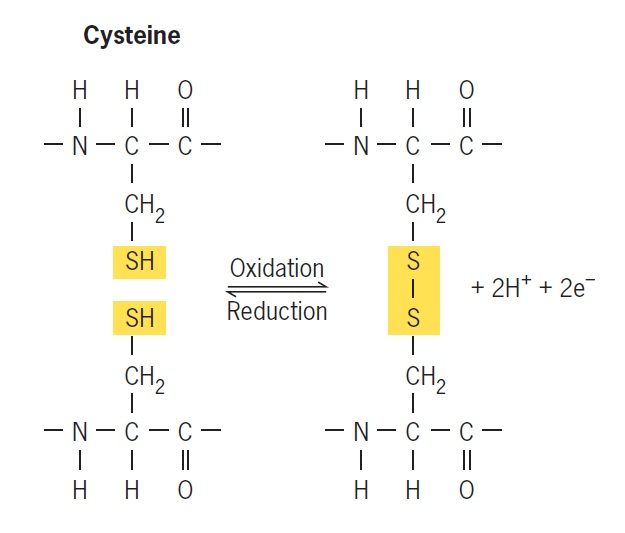 Cysteine
H H O H H O
— N — C — C — — N — C — C —
CH₂ CH₂
SH Oxidation S
SH Reduction S + 2H⁺ + 2e⁻
CH₂ CH₂
— N — C — C — — N — C — C —
H H O H H O